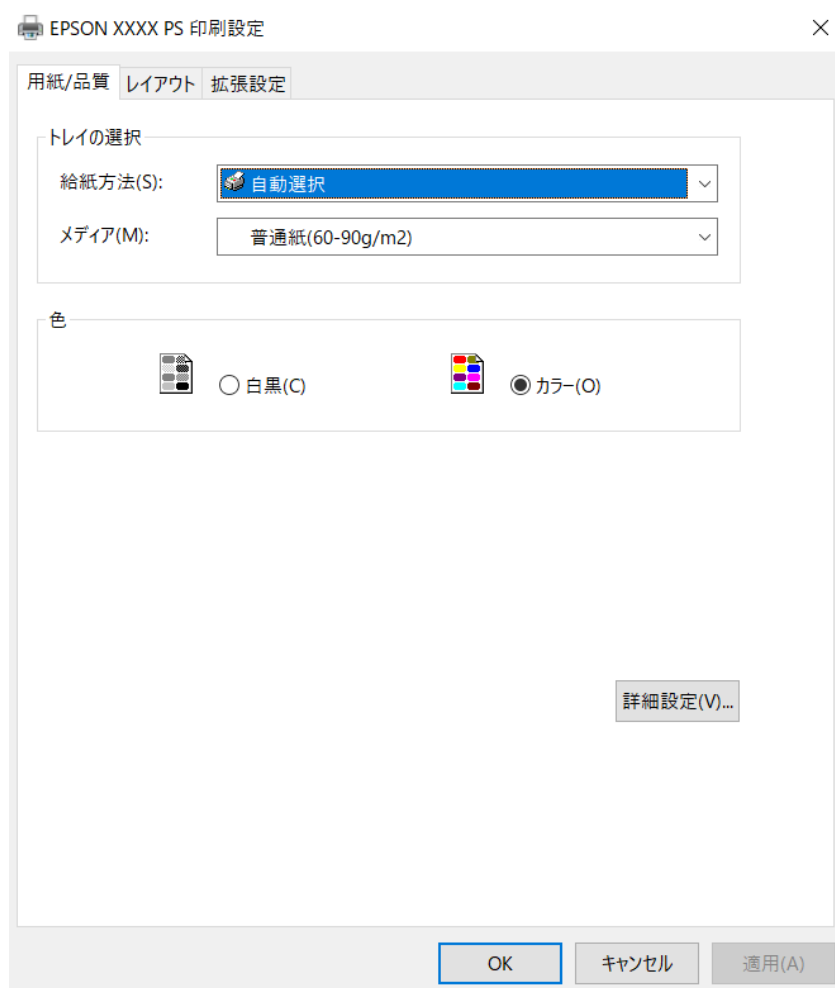 EPSON XXXX PS 印刷設定
用紙/品質 レイアウト 拡張設定
トレイの選択
給紙方法(S): 自動選択
メディア(M): 普通紙(60-90g/m2)
色
白黒(C) カラー(O)
詳細設定(V)...
OK キャンセル 適用(A)